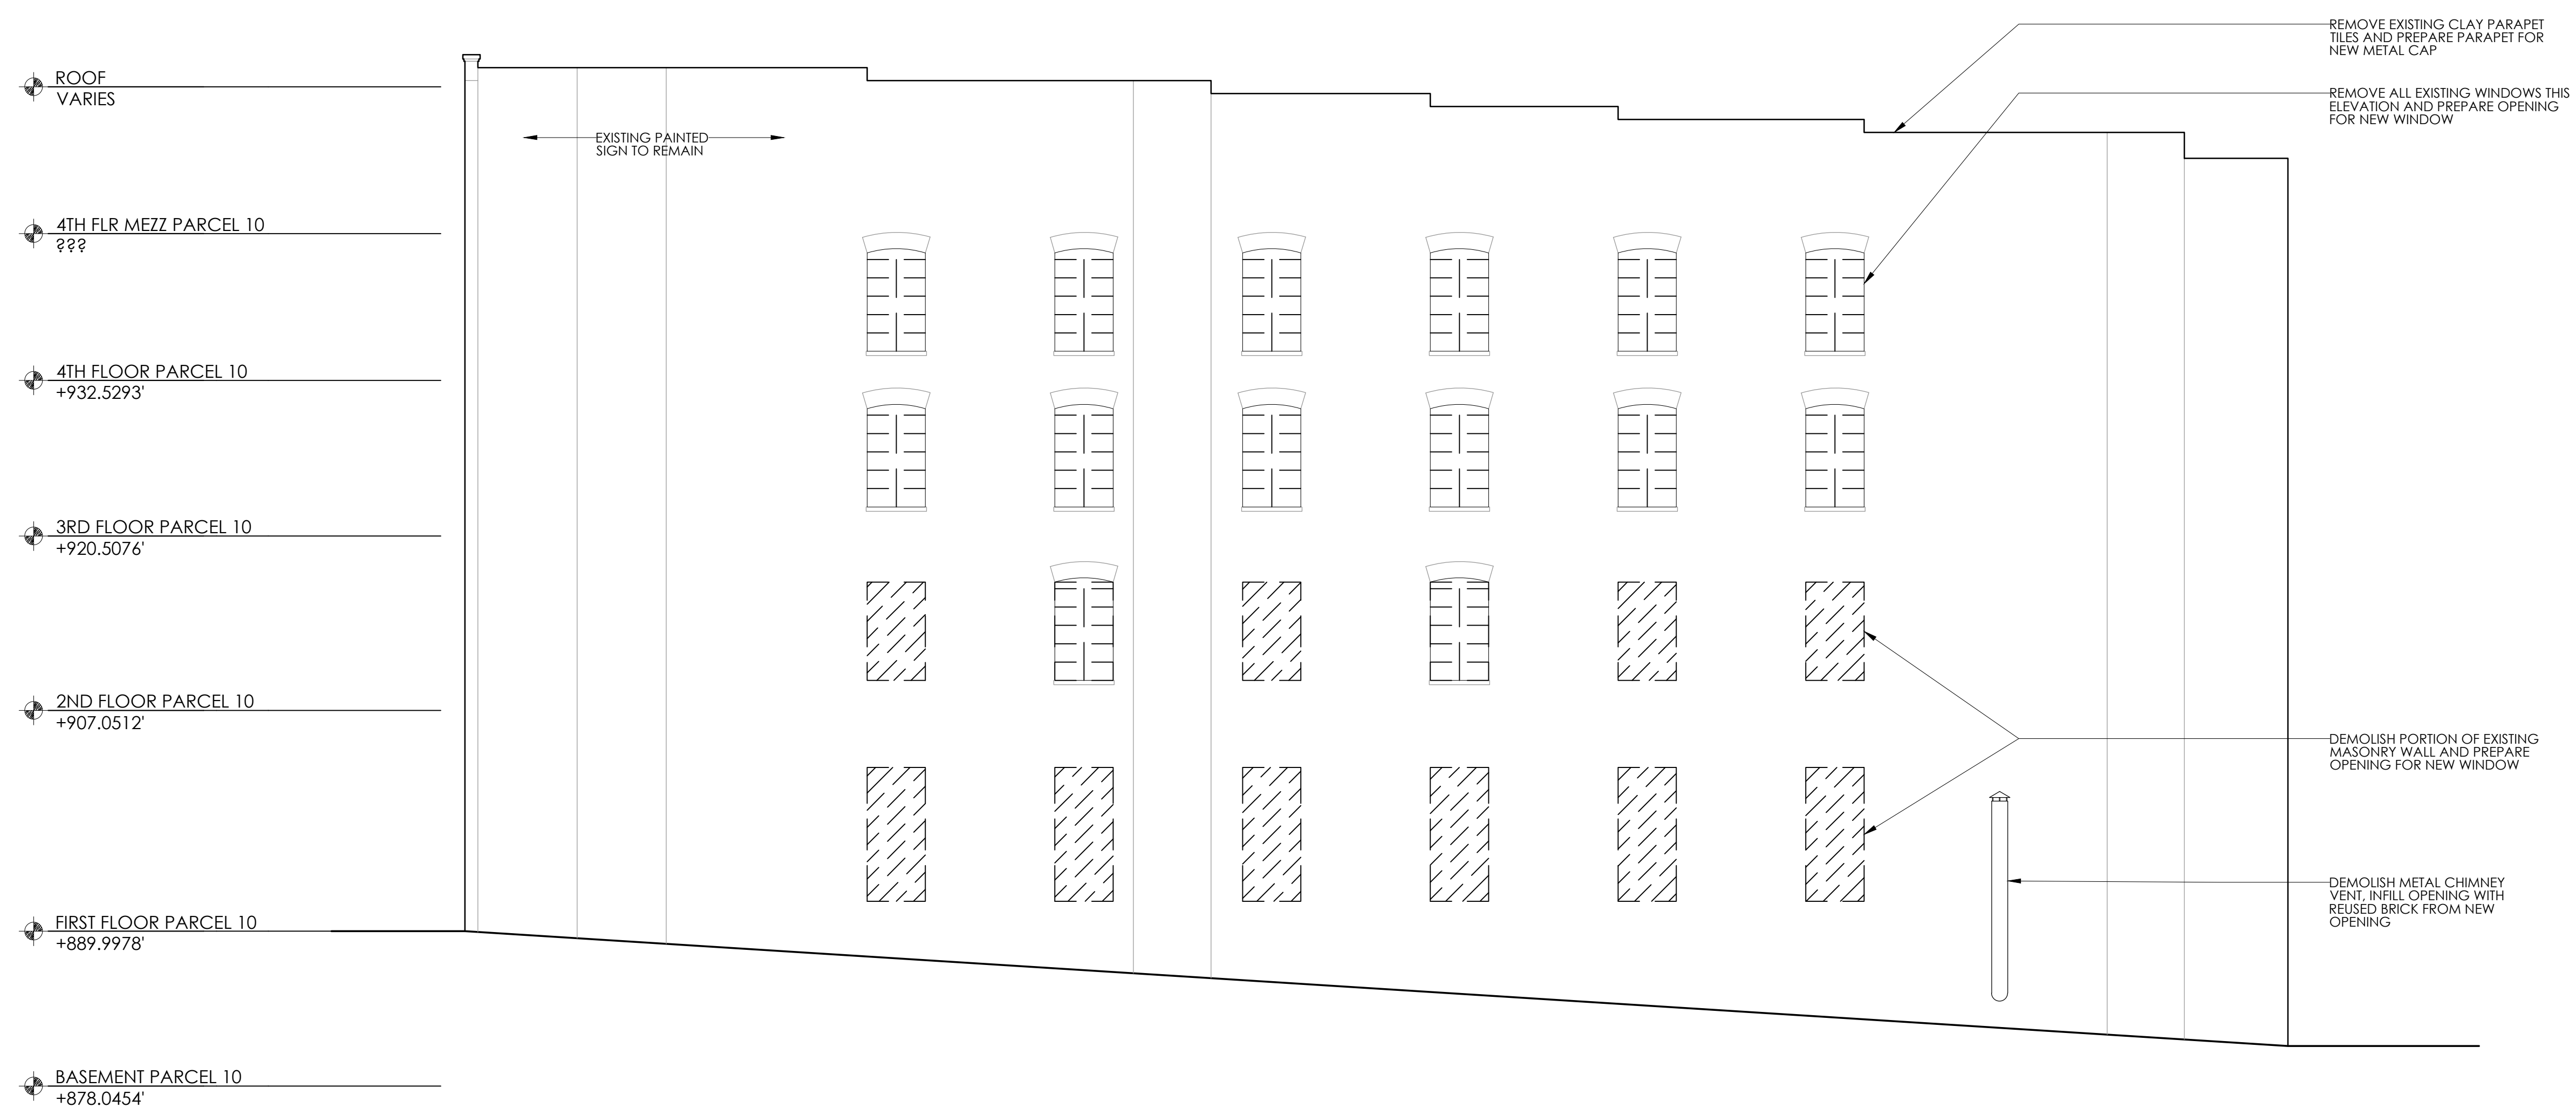 ROOF
VARIES
4TH FLR MEZZ PARCEL 10
???
4TH FLOOR PARCEL 10
+932.5293'
3RD FLOOR PARCEL 10
+920.5076'
2ND FLOOR PARCEL 10
+907.0512'
FIRST FLOOR PARCEL 10
+889.9978'
BASEMENT PARCEL 10
+878.0454'
EXISTING PAINTED
SIGN TO REMAIN
REMOVE EXISTING CLAY PARAPET
TILES AND PREPARE PARAPET FOR
NEW METAL CAP
REMOVE ALL EXISTING WINDOWS THIS
ELEVATION AND PREPARE OPENING
FOR NEW WINDOW
DEMOLISH PORTION OF EXISTING
MASONRY WALL AND PREPARE
OPENING FOR NEW WINDOW
DEMOLISH METAL CHIMNEY
VENT, INFILL OPENING WITH
REUSED BRICK FROM NEW
OPENING